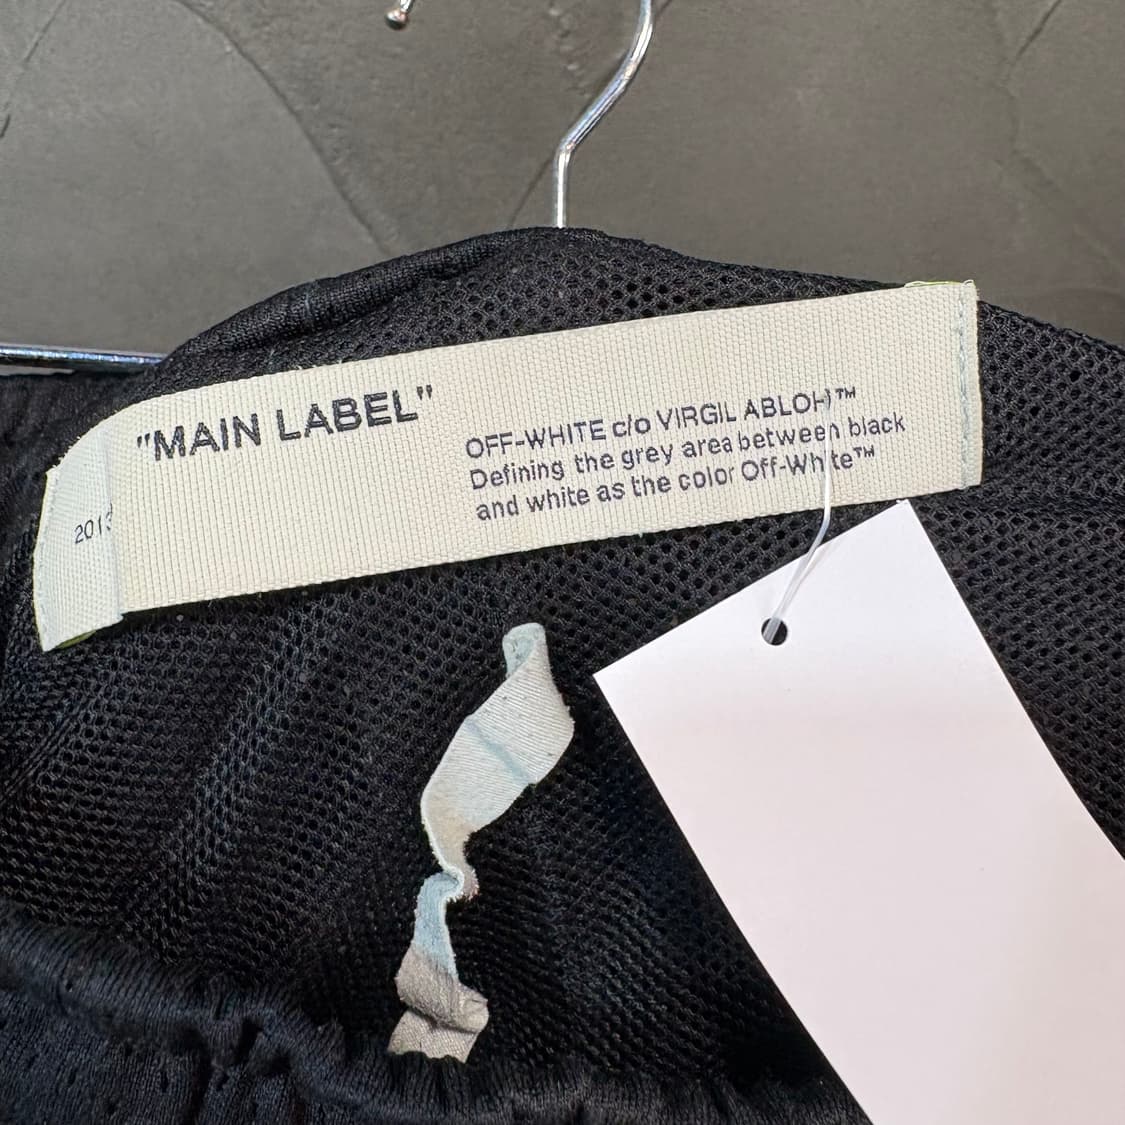 "MAIN LABEL"
OFF-WHITE c/o VIRGIL ABLOH™
Defining the grey area between black
and white as the color Off-White™